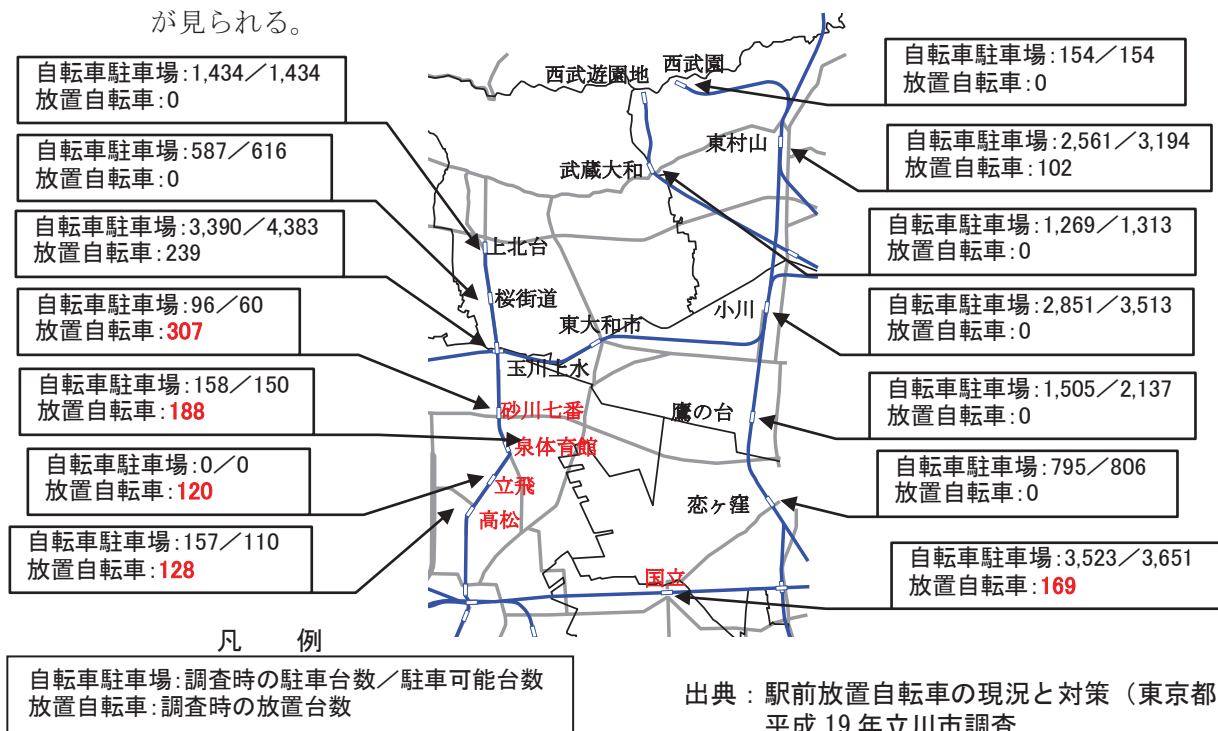 が見られる。
自転車駐車場:1,434／1,434
放置自転車:0
自転車駐車場:587／616
放置自転車:0
自転車駐車場:3,390／4,383
放置自転車:239
自転車駐車場:96／60
放置自転車:307
自転車駐車場:158／150
放置自転車:188
自転車駐車場:0／0
放置自転車:120
自転車駐車場:157／110
放置自転車:128
西武遊園地
西武園
東村山
武蔵大和
上北台
桜街道
東大和市
小川
玉川上水
砂川七番
鷹の台
泉体育館
立飛
恋ヶ窪
高松
国立
自転車駐車場:154／154
放置自転車:0
自転車駐車場:2,561／3,194
放置自転車:102
自転車駐車場:1,269／1,313
放置自転車:0
自転車駐車場:2,851／3,513
放置自転車:0
自転車駐車場:1,505／2,137
放置自転車:0
自転車駐車場:795／806
放置自転車:0
自転車駐車場:3,523／3,651
放置自転車:169
凡　例
自転車駐車場:調査時の駐車台数／駐車可能台数
放置自転車:調査時の放置台数
出典：駅前放置自転車の現況と対策（東京都
平成 19 年立川市調査